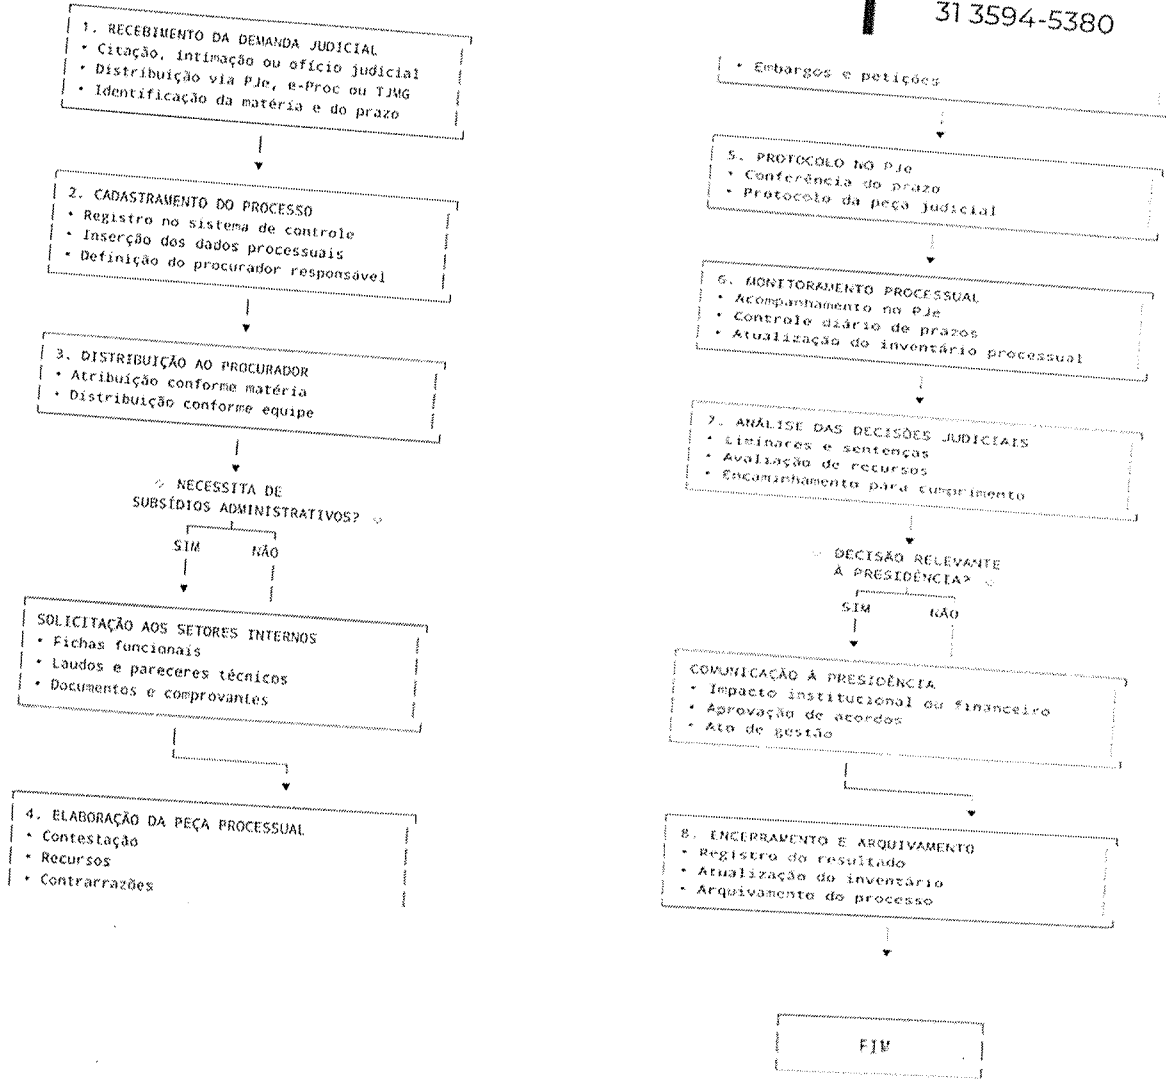 1. RECEBIMENTO DA DEMANDA JUDICIAL
• Citação, intimação ou ofício judicial
• Distribuição via PJe, e-Proc ou TJMG
• Identificação da matéria e do prazo
2. CADASTRAMENTO DO PROCESSO
• Registro no sistema de controle
• Inserção dos dados processuais
• Definição do procurador responsável
3. DISTRIBUIÇÃO AO PROCURADOR
• Atribuição conforme matéria
• Distribuição conforme equipe
◇ NECESSITA DE
SUBSÍDIOS ADMINISTRATIVOS? ◇
SIM NÃO
SOLICITAÇÃO AOS SETORES INTERNOS
• Fichas funcionais
• Laudos e pareceres técnicos
• Documentos e comprovantes
4. ELABORAÇÃO DA PEÇA PROCESSUAL
• Contestação
• Recursos
• Contrarrazões
31 3594-5380
• Embargos e petições
5. PROTOCOLO NO PJe
• Conferência do prazo
• Protocolo da peça judicial
6. MONITORAMENTO PROCESSUAL
• Acompanhamento no PJe
• Controle diário de prazos
• Atualização do inventário processual
7. ANÁLISE DAS DECISÕES JUDICIAIS
• Liminares e sentenças
• Avaliação de recursos
• Encaminhamento para cumprimento
◇ DECISÃO RELEVANTE
À PRESIDÊNCIA? ◇
SIM NÃO
COMUNICAÇÃO À PRESIDÊNCIA
• Impacto institucional ou financeiro
• Aprovação de acordos
• Ato de gestão
8. ENCERRAMENTO E ARQUIVAMENTO
• Registro do resultado
• Atualização do inventário
• Arquivamento do processo
FIM